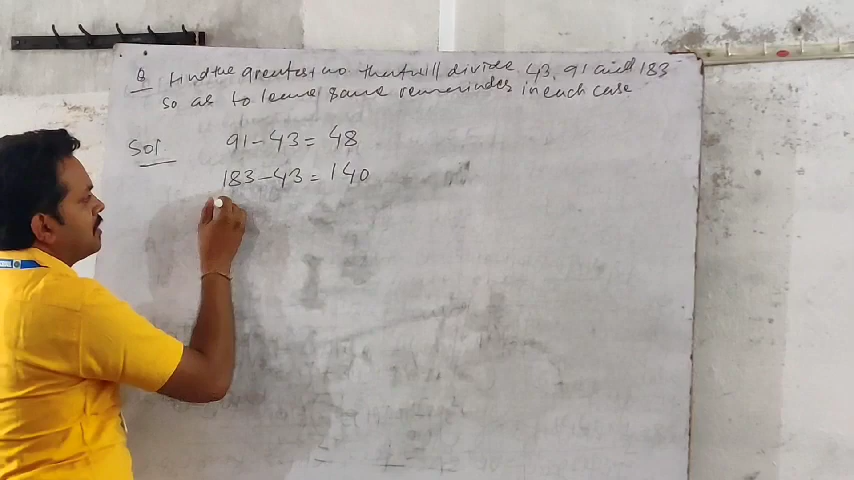 Q Find the greatest no. that will divide 43, 91 and 183
so as to leave same remainder in each case
Sol. 91-43=48
183-43=140